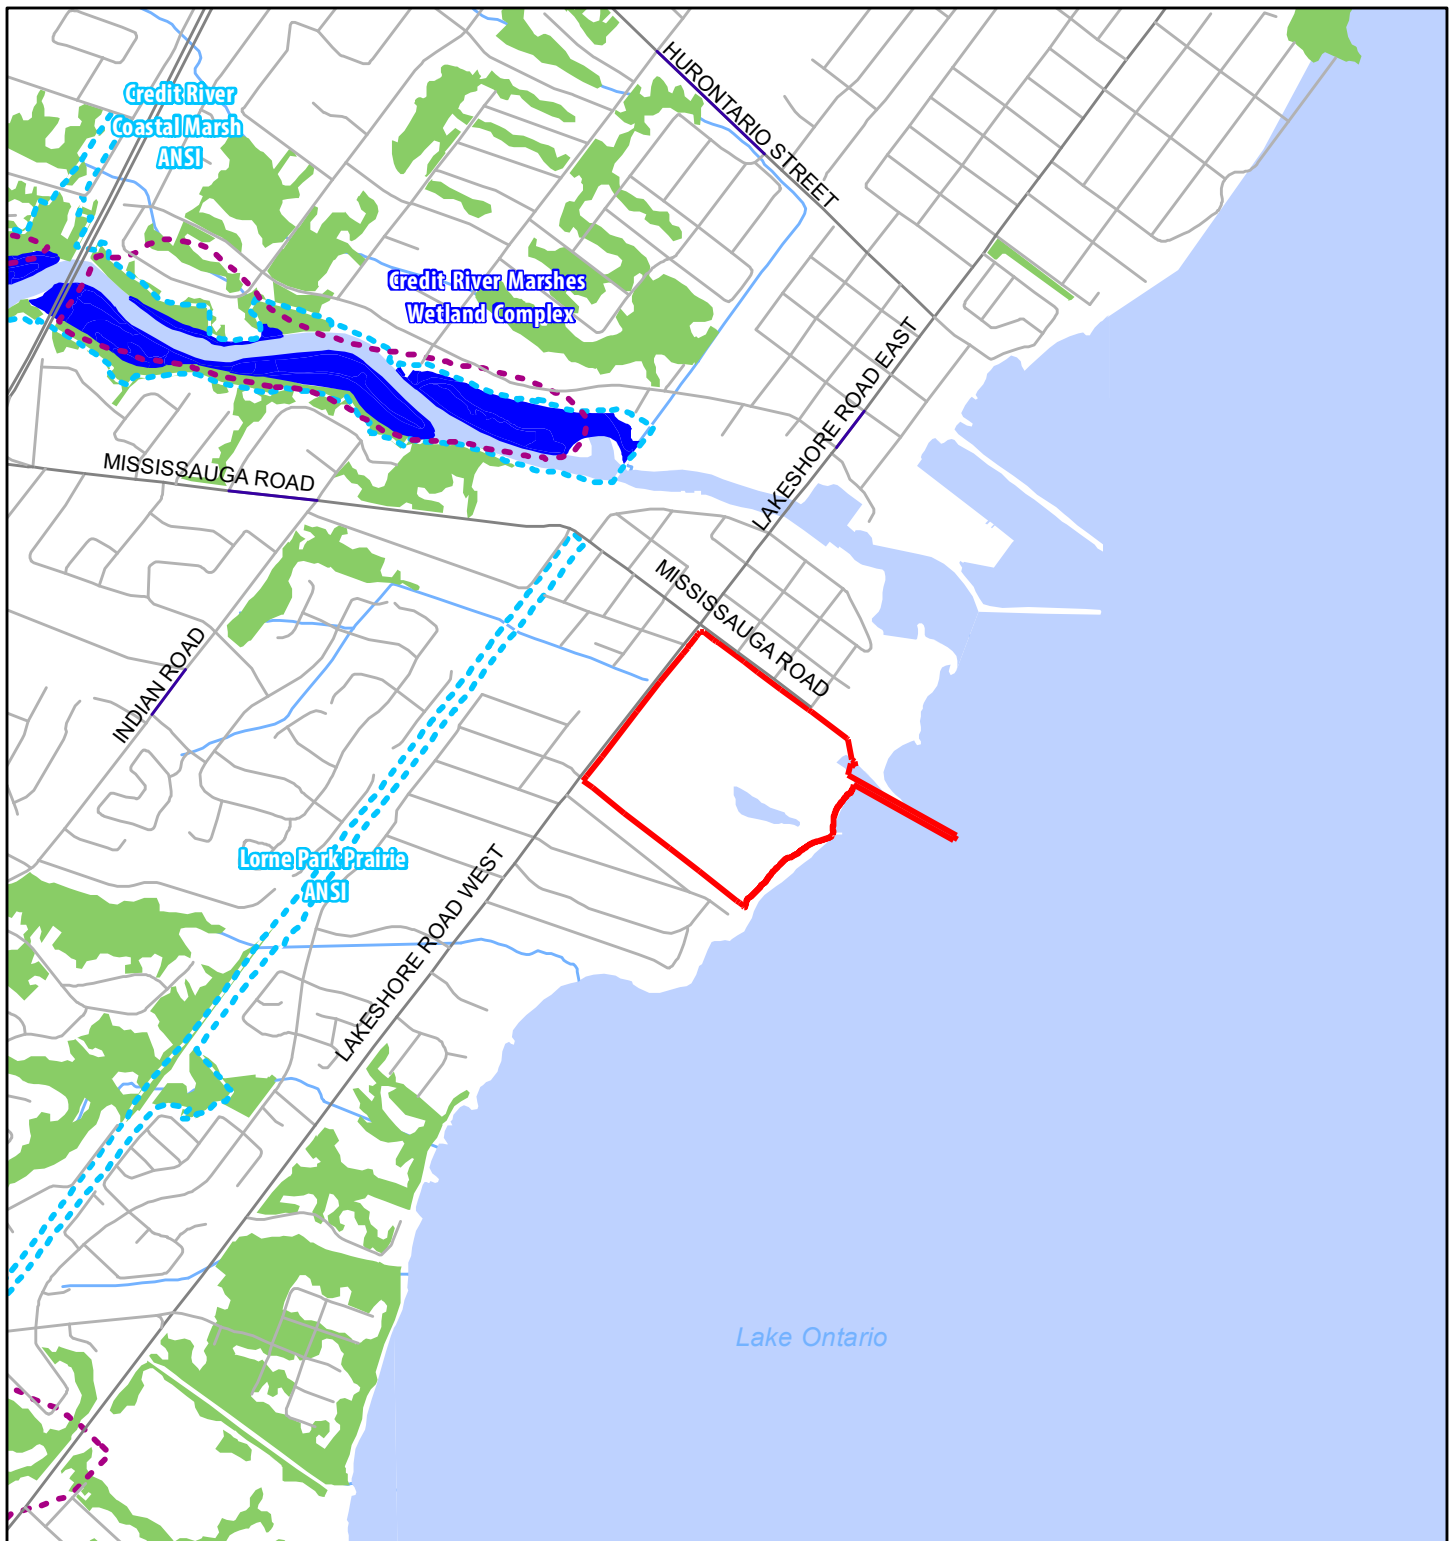 HURONTARIO STREET
Credit River
Coastal Marsh
ANSI
Credit River Marshes
Wetland Complex
LAKESHORE ROAD EAST
MISSISSAUGA ROAD
MISSISSAUGA ROAD
INDIAN ROAD
Lorne Park Prairie
ANSI
LAKESHORE ROAD WEST
Lake Ontario